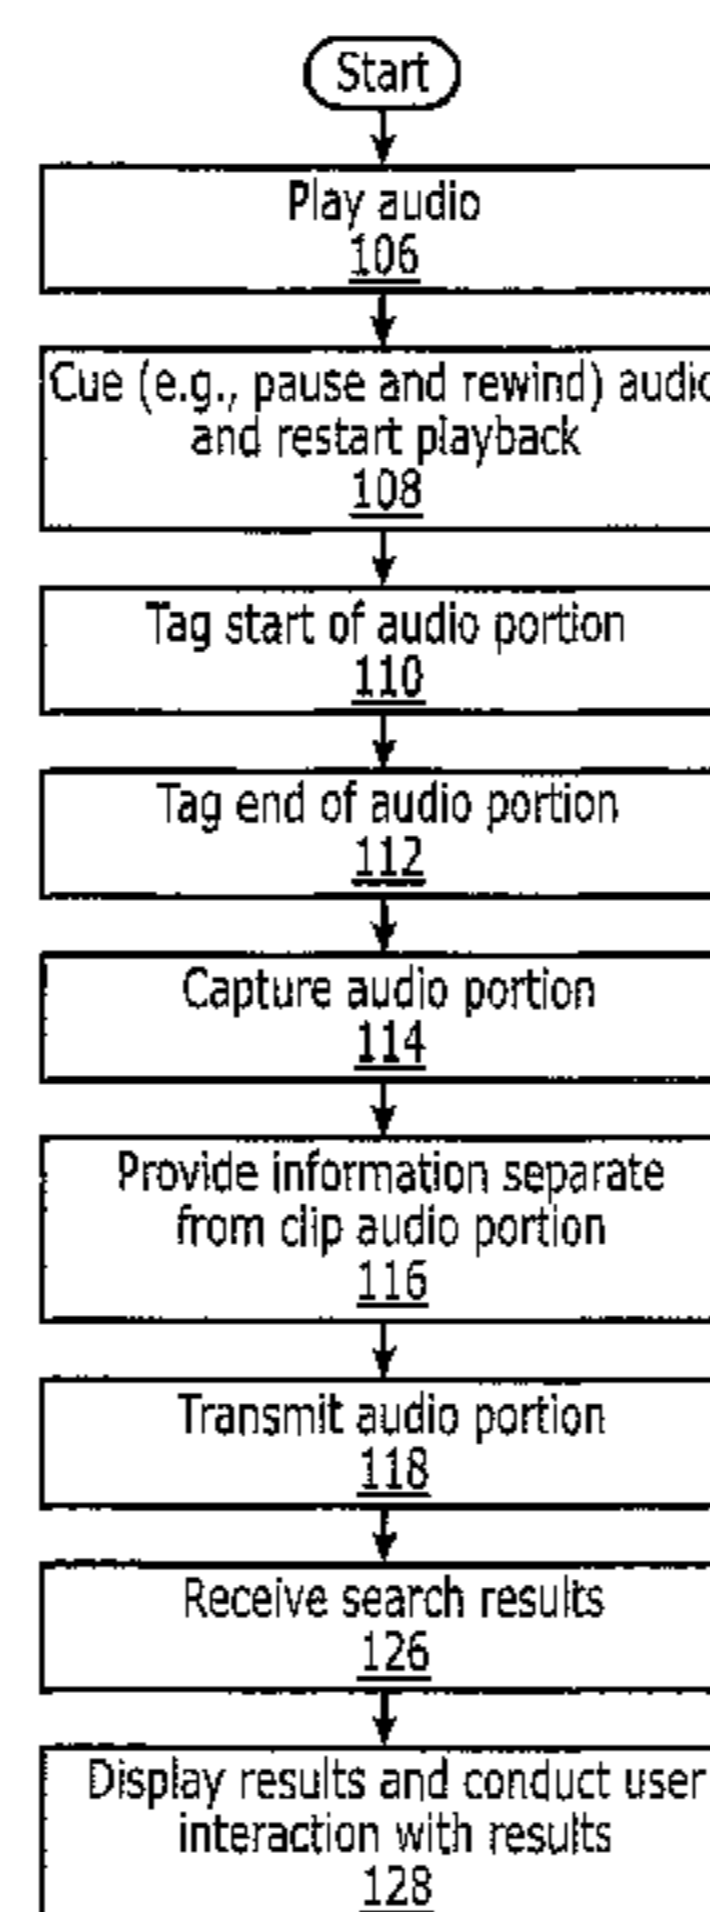 Start
Play audio
106
Cue (e.g., pause and rewind) audio
and restart playback
108
Tag start of audio portion
110
Tag end of audio portion
112
Capture audio portion
114
Provide information separate
from clip audio portion
116
Transmit audio portion
118
Receive search results
126
Display results and conduct user
interaction with results
128